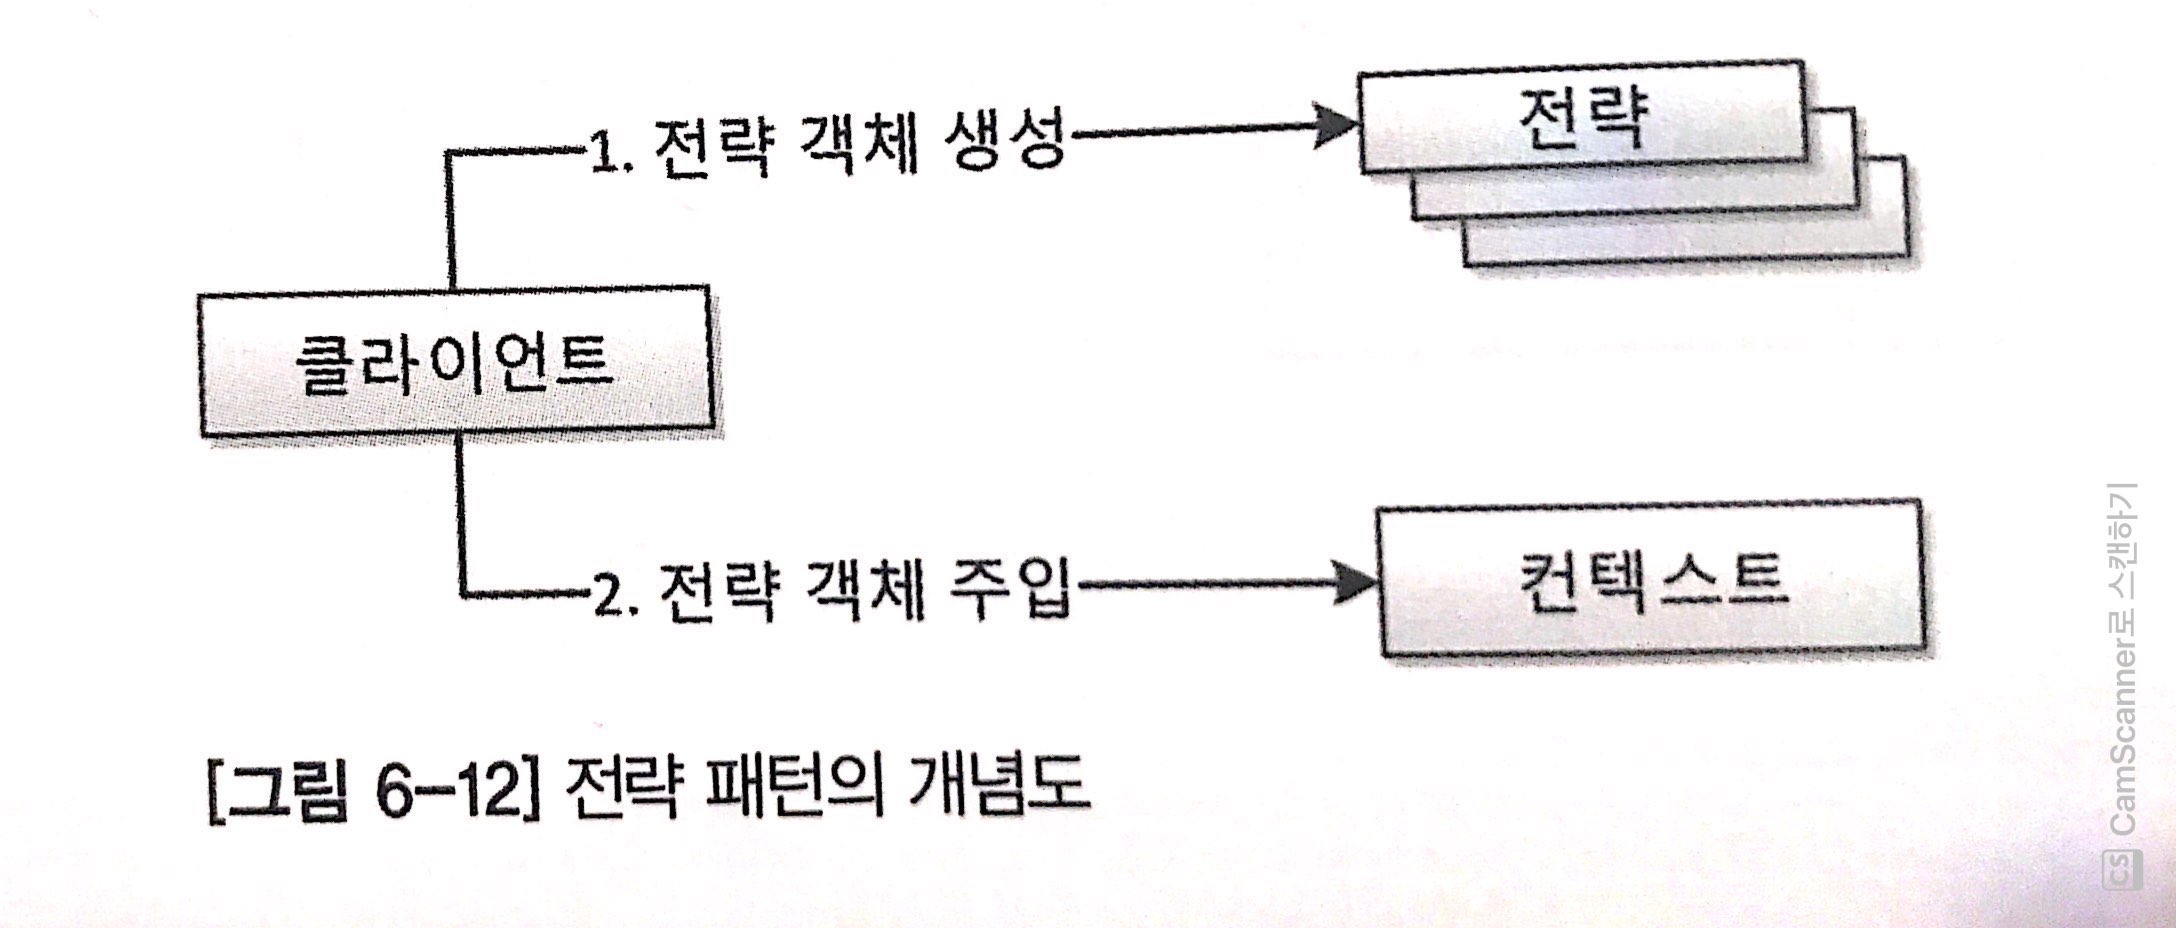 1. 전략 객체 생성
전략
클라이언트
2. 전략 객체 주입
컨텍스트
[그림 6-12] 전략 패턴의 개념도
CS CamScanner로 스캔하기